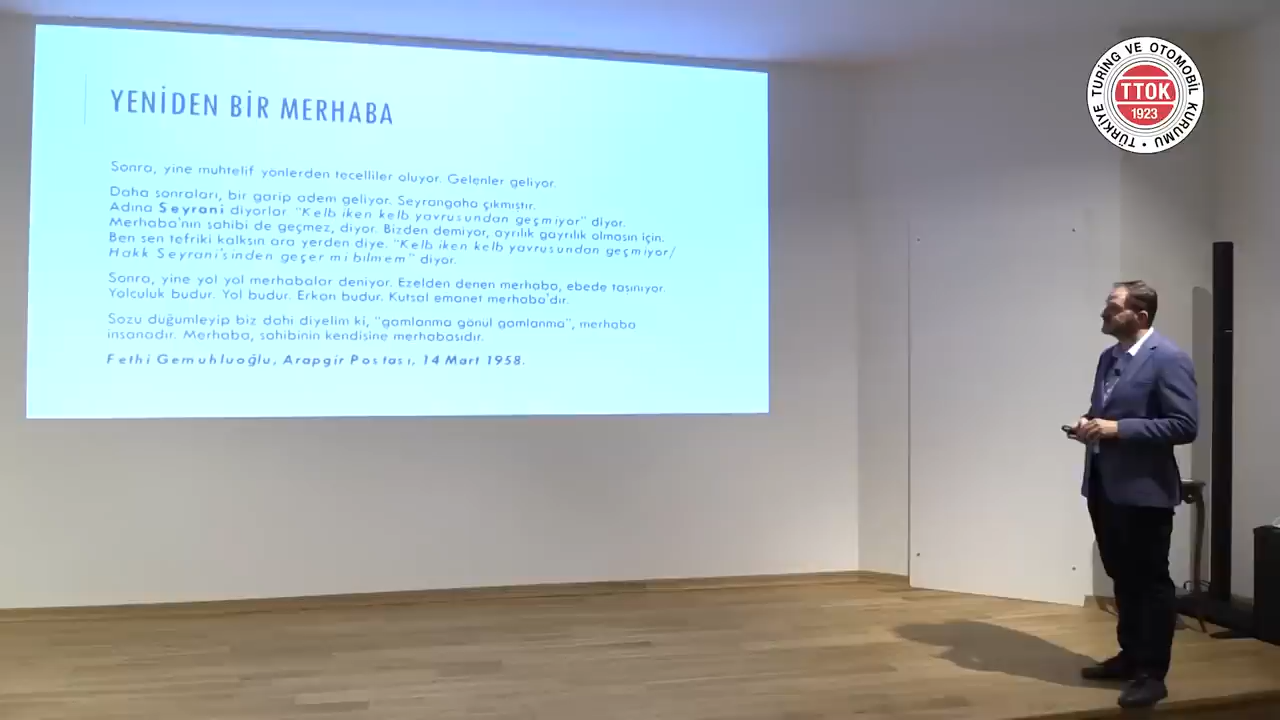 YENİDEN BİR MERHABA
Sonra, yine muhtelif yönlerden tecelliler oluyor. Gelenler geliyor.
Daha sonraları, bir garip adem geliyor. Seyrangaha çıkmıştır.
Adına Seyrani diyorlar "Kelb iken kelb yavrusundan geçmiyor" diyor.
Merhaba'nın sahibi de geçmez, diyor. Bizden demiyor, ayrılık gayrılık olmasın için.
Ben sen tefriki kalksın ara yerden diye. "Kelb iken kelb yavrusundan geçmiyor/
Hakk Seyrani'sinden geçer mi bilmem" diyor.
Sonra, yine yol yol merhabalar deniyor. Ezelden denen merhaba, ebede taşınıyor.
Yolculuk budur. Yol budur. Erkan budur. Kutsal emanet merhaba'dır.
Sözü düğümleyip biz dahi diyelim ki, "gamlanma gönül gamlanma", merhaba
insanadır. Merhaba, sahibinin kendisine merhabasıdır.
Fethi Gemuhluoğlu, Arapgir Postası, 14 Mart 1958.
TÜRKİYE TURİNG VE OTOMOBİL KURUMU
TTOK
1923